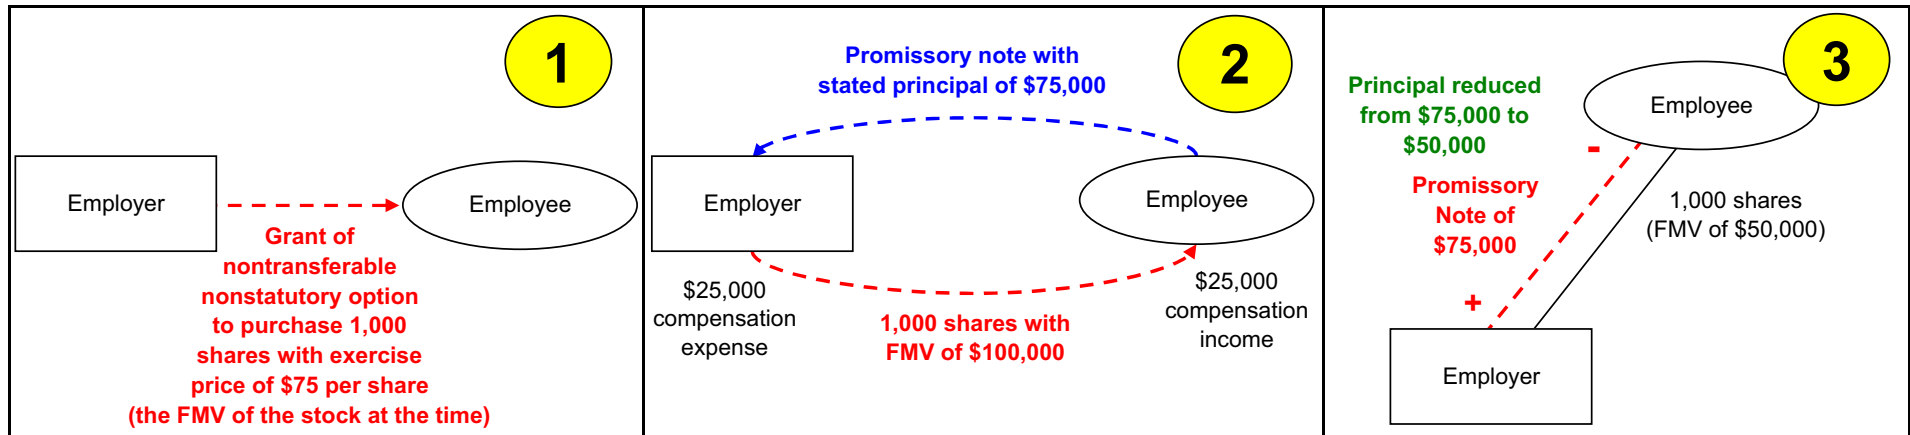 1
Employer
Employee
Grant of
nontransferable
nonstatutory option
to purchase 1,000
shares with exercise
price of $75 per share
(the FMV of the stock at the time)
2
Promissory note with
stated principal of $75,000
Employer
Employee
$25,000
compensation
expense
1,000 shares with
FMV of $100,000
$25,000
compensation
income
3
Principal reduced
from $75,000 to
$50,000
Employee
-
Promissory
Note of
$75,000
1,000 shares
(FMV of $50,000)
+
Employer